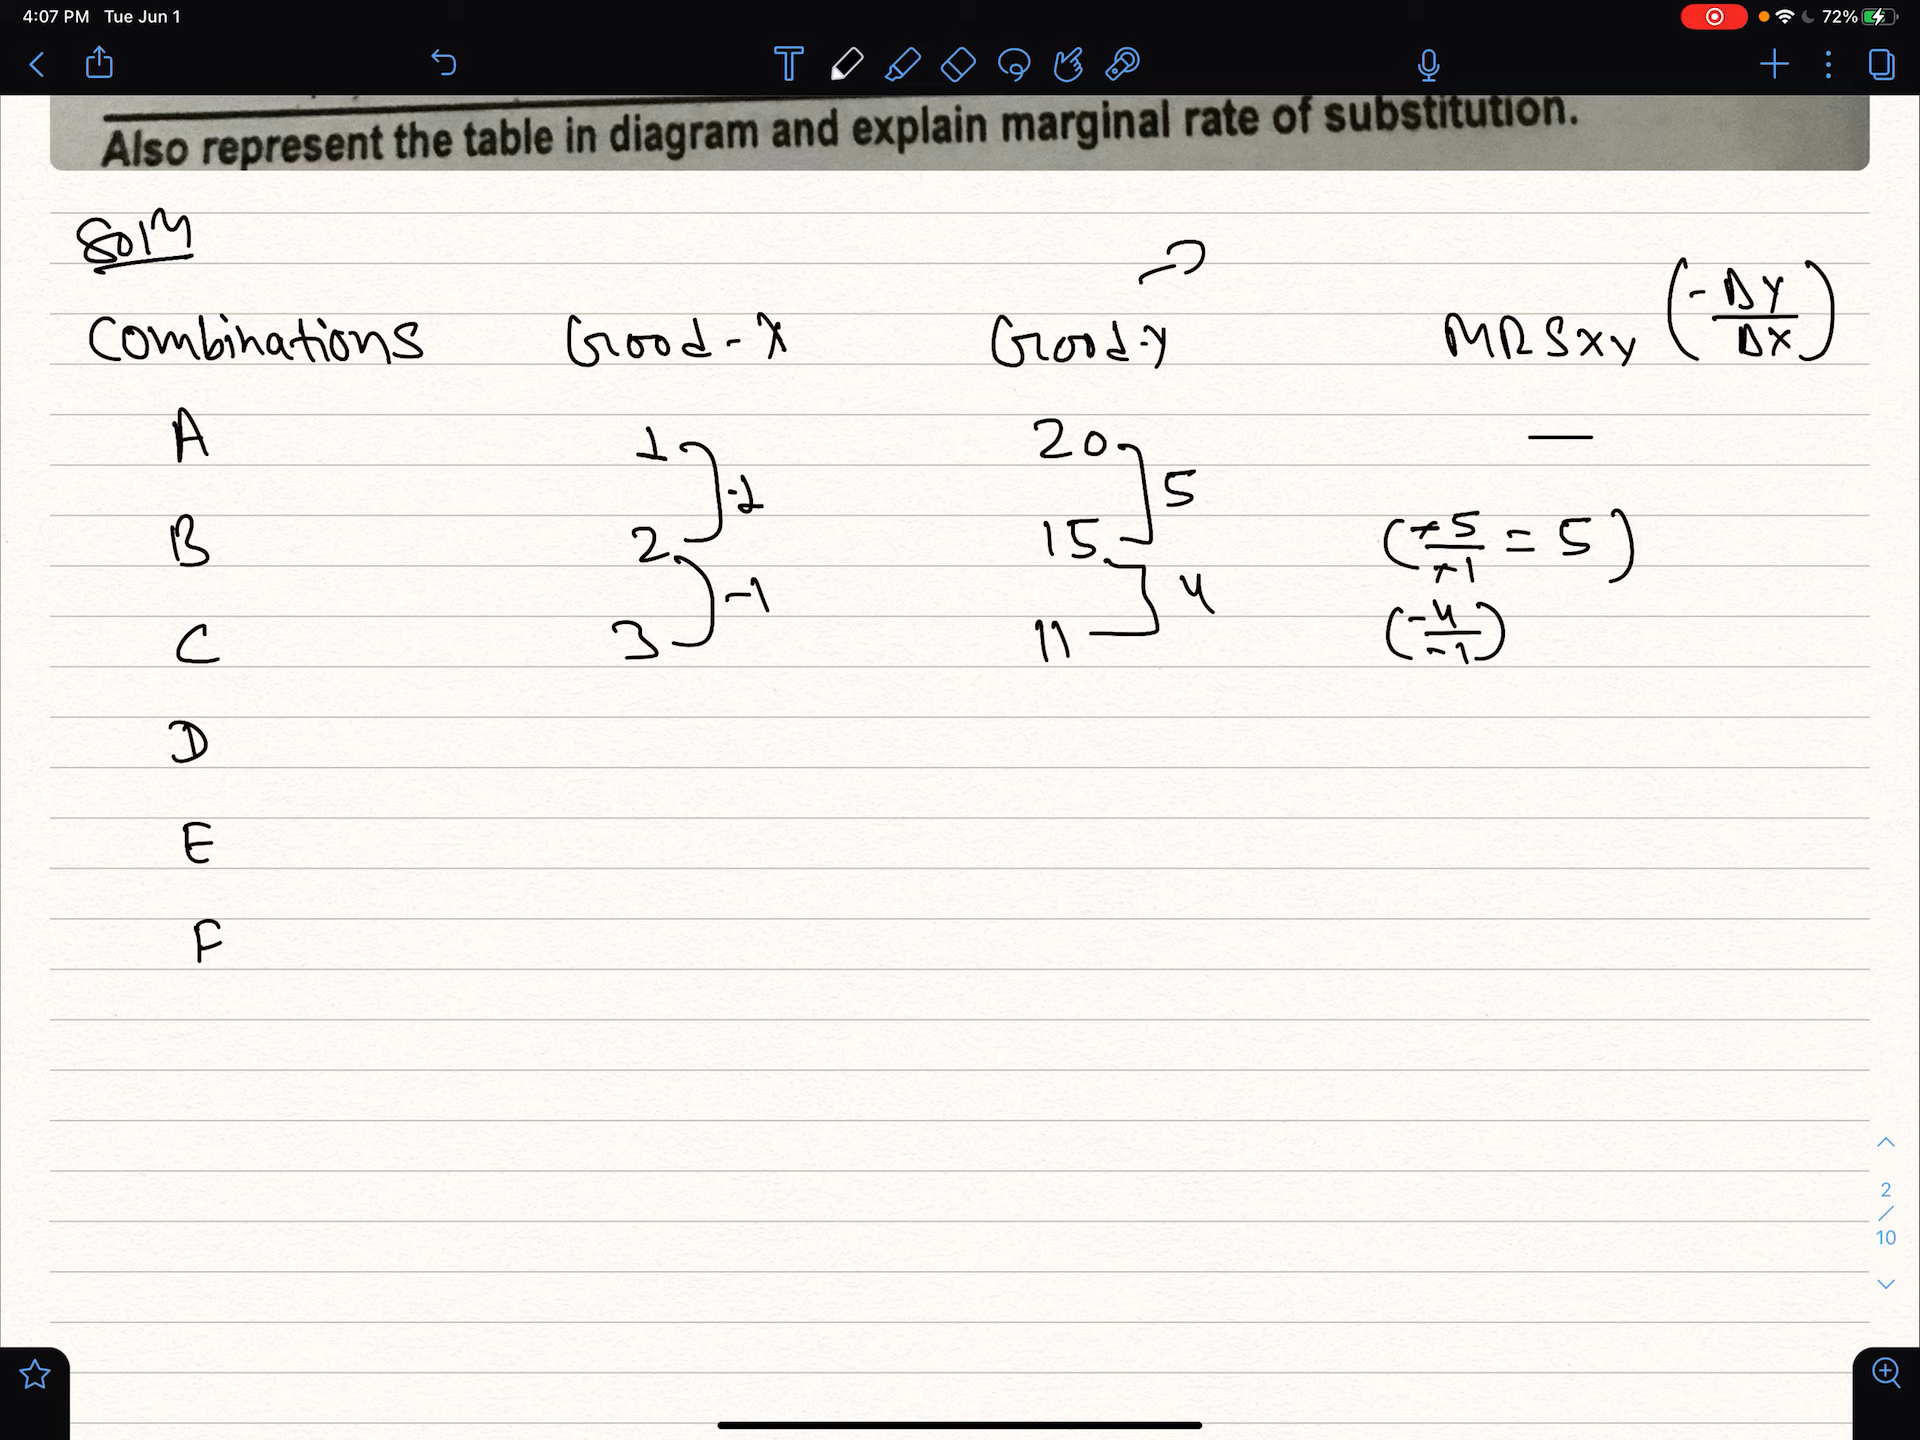 4:07 PM Tue Jun 1
72%
Also represent the table in diagram and explain marginal rate of substitution.
Soln
Combinations Good-X Good-Y MRSxy (-ΔY/ΔX)
A 1 20 —
-1 5
B 2 15 (+5/+1 = 5)
-1 4
C 3 11 (-4/-1)
D
E
F
2
/
10